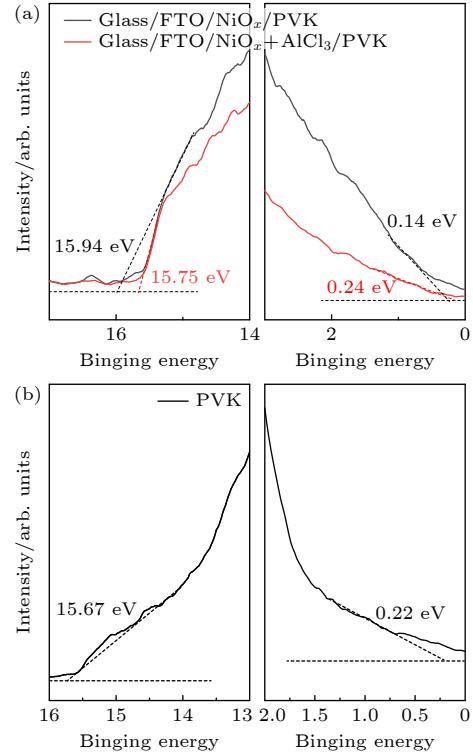 (a)
Glass/FTO/NiOₓ/PVK
Glass/FTO/NiOₓ+AlCl₃/PVK
Intensity/arb. units
15.94 eV
15.75 eV
0.14 eV
0.24 eV
16 15 14 2 0
Binging energy Binging energy
(b)
PVK
Intensity/arb. units
15.67 eV
0.22 eV
16 15 14 13 2.0 1.5 1.0 0.5 0
Binging energy Binging energy